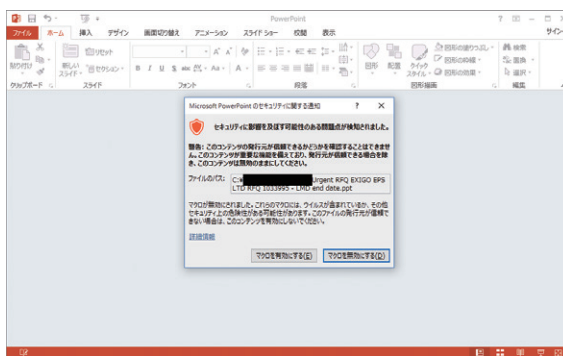 PowerPoint
ファイル ホーム 挿入 デザイン 画面切り替え アニメーション スライド ショー 校閲 表示 サイン
貼り付け 新しいスライド リセット セクション 図形 配置 クイックスタイル 図形の塗りつぶし 図形の枠線 図形の効果 検索 置換 選択
クリップボード スライド フォント 段落 図形描画 編集
Microsoft PowerPoint のセキュリティに関する通知 ? ×
セキュリティに影響を及ぼす可能性のある問題点が検知されました。
警告: このコンテンツの発行元が信頼できるかどうかを確認することはできませ
ん。このコンテンツが重要な機能を備えており、発行元が信頼できる場合を除
き、このコンテンツは無効のままにしてください。
ファイルのパス: C:¥ Urgent RFQ EXIGO EPS
LTD RFQ 1033995 - LMD end date.ppt
マクロが無効にされました。これらのマクロには、ウイルスが含まれているか、その他
セキュリティ上の危険性がある可能性があります。このファイルの発行元が信頼で
きない場合は、このコンテンツを有効にしないでください。
詳細情報
マクロを有効にする(E) マクロを無効にする(D)